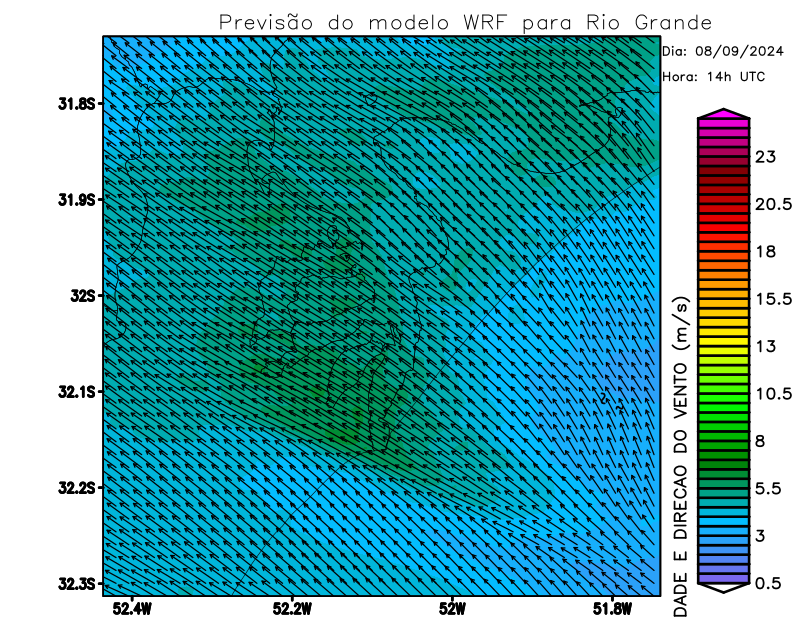 Previsão do modelo WRF para Rio Grande
Dia: 08/09/2024
Hora: 14h UTC
31.8S
31.9S
32S
32.1S
32.2S
32.3S
52.4W
52.2W
52W
51.8W
23
20.5
18
15.5
13
10.5
8
5.5
3
0.5
DADE E DIRECAO DO VENTO (m/s)